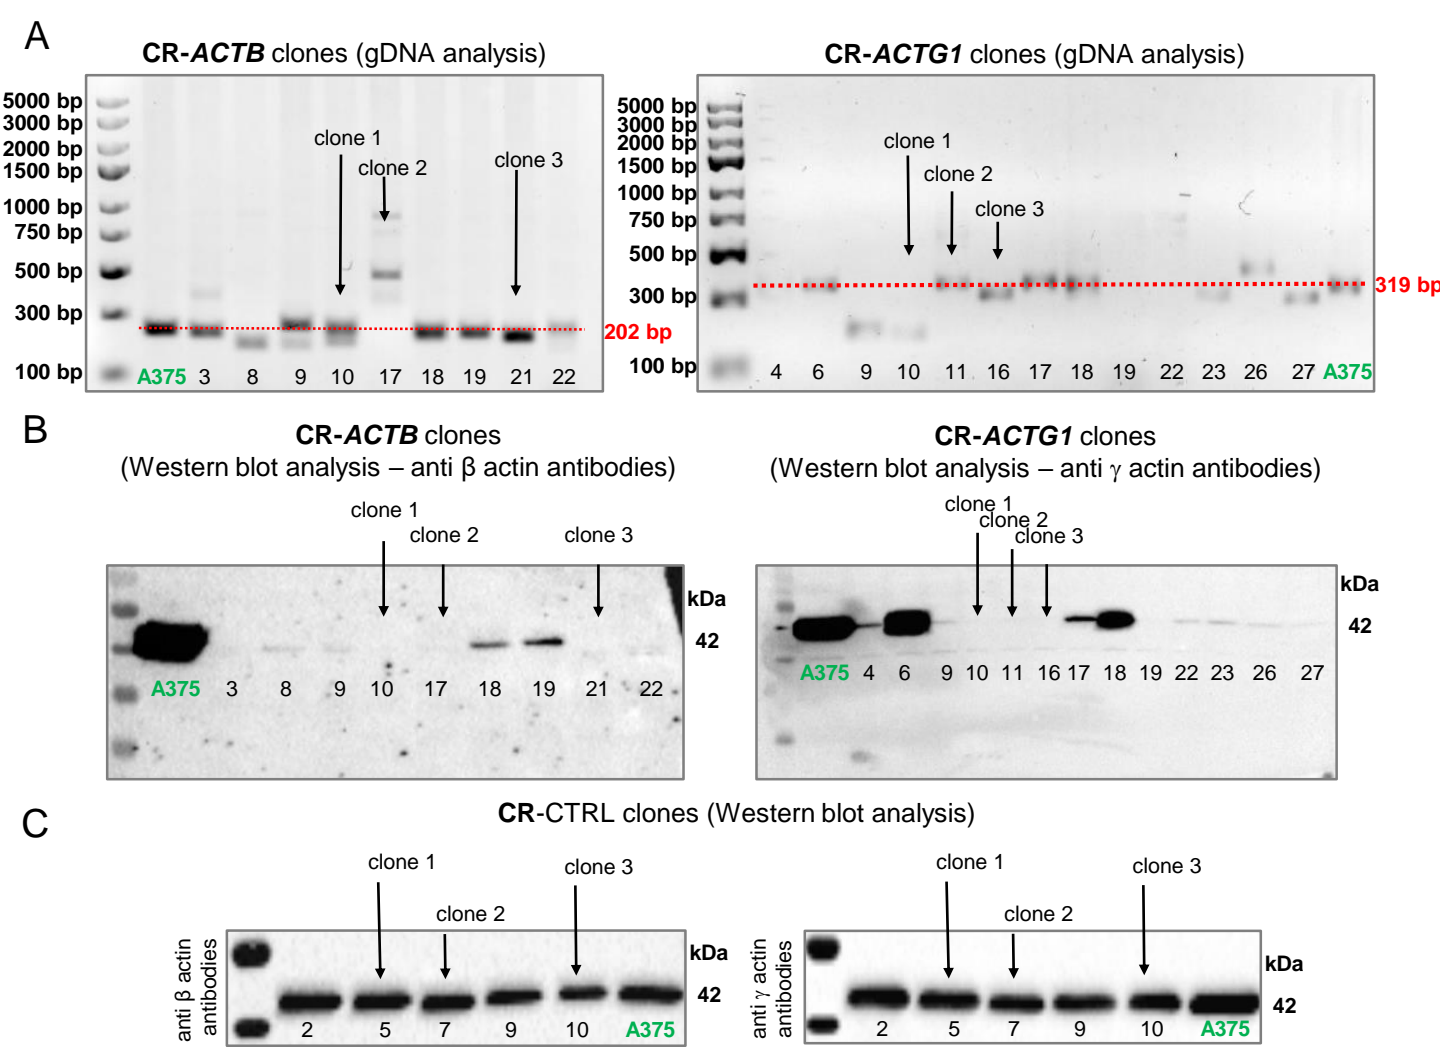 A
CR-ACTB clones (gDNA analysis)
5000 bp
3000 bp
2000 bp
1500 bp
1000 bp
750 bp
500 bp
300 bp
100 bp
clone 1
clone 2
clone 3
202 bp
A375 3 8 9 10 17 18 19 21 22
CR-ACTG1 clones (gDNA analysis)
5000 bp
3000 bp
2000 bp
1500 bp
1000 bp
750 bp
500 bp
300 bp
100 bp
clone 1
clone 2
clone 3
319 bp
4 6 9 10 11 16 17 18 19 22 23 26 27 A375
B
CR-ACTB clones
(Western blot analysis – anti β actin antibodies)
clone 1
clone 2
clone 3
kDa
42
A375 3 8 9 10 17 18 19 21 22
CR-ACTG1 clones
(Western blot analysis – anti γ actin antibodies)
clone 1
clone 2
clone 3
kDa
42
A375 4 6 9 10 11 16 17 18 19 22 23 26 27
C
CR-CTRL clones (Western blot analysis)
clone 1
clone 2
clone 3
anti β actin
antibodies
kDa
42
2 5 7 9 10 A375
clone 1
clone 2
clone 3
anti γ actin
antibodies
kDa
42
2 5 7 9 10 A375